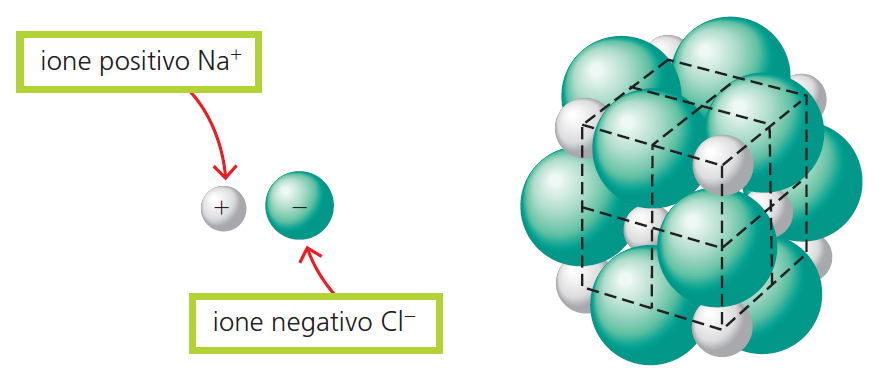 ione positivo Na⁺
+
−
ione negativo Cl⁻